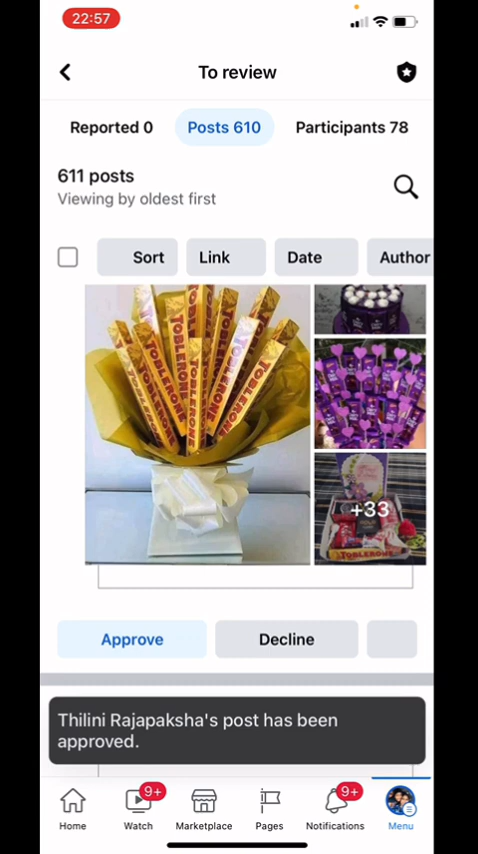 22:57
To review
Reported 0
Posts 610
Participants 78
611 posts
Viewing by oldest first
Sort
Link
Date
Author
TOBLERONE
TOBLERONE
TOBLERONE
TOBLERONE
TOBLERONE
TOBLERONE
TOBLERONE
+33
TOBLERONE
Approve
Decline
Thilini Rajapaksha's post has been
approved.
9+
9+
Home
Watch
Marketplace
Pages
Notifications
Menu